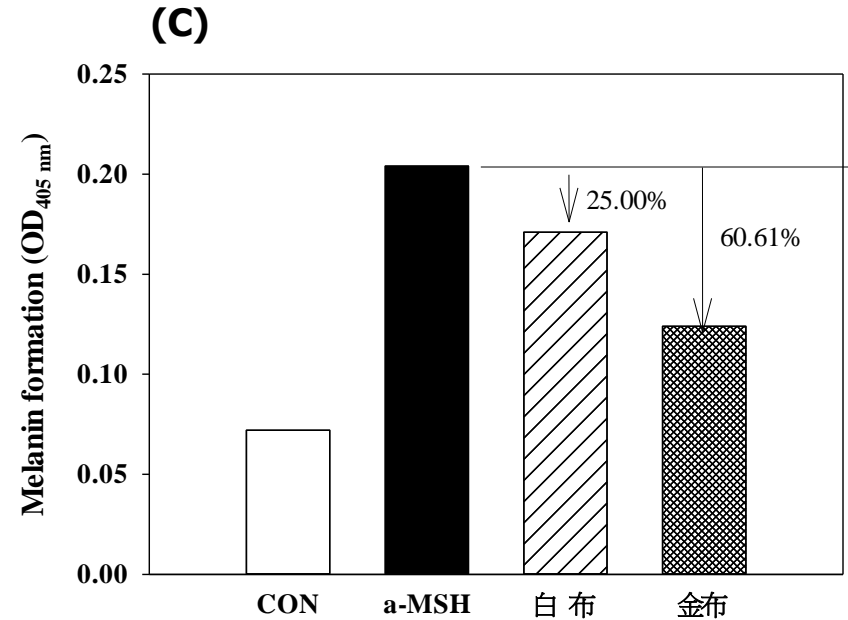 (C)
Melanin formation (OD405 nm)
0.25
0.20
0.15
0.10
0.05
0.00
25.00%
60.61%
CON a-MSH 白 布 金布